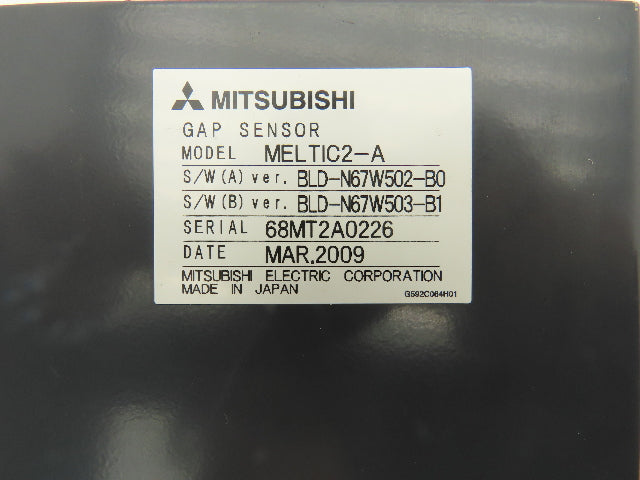 MITSUBISHI
GAP SENSOR
MODEL MELTIC2-A
S/W(A) ver. BLD-N67W502-B0
S/W(B) ver. BLD-N67W503-B1
SERIAL 68MT2A0226
DATE MAR.2009
MITSUBISHI ELECTRIC CORPORATION
MADE IN JAPAN
G592C064H01